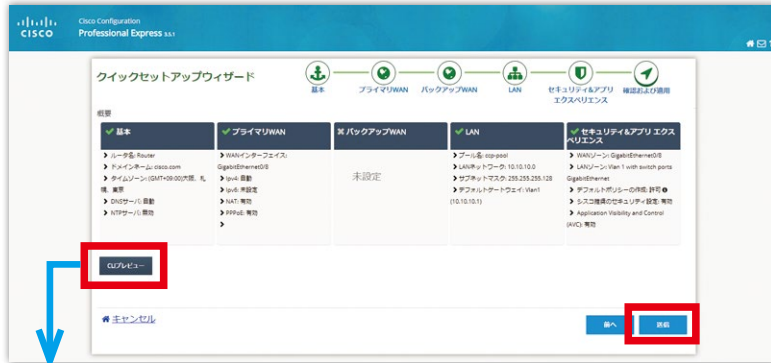 CISCO
Cisco Configuration
Professional Express 3.5.1
クイックセットアップウィザード
基本
プライマリWAN
バックアップWAN
LAN
セキュリティ&アプリ
エクスペリエンス
確認および適用
概要
基本
ルータ名: Router
ドメインネーム: cisco.com
タイムゾーン: (GMT+09:00)大阪、札
幌、東京
DNSサーバ: 自動
NTPサーバ: 無効
プライマリWAN
WANインターフェイス:
GigabitEthernet0/8
Ipv4: 自動
Ipv6: 未設定
NAT: 有効
PPPoE: 有効
バックアップWAN
未設定
LAN
プール名: ccp-pool
LANネットワーク: 10.10.10.0
サブネットマスク: 255.255.255.128
デフォルトゲートウェイ: Vlan1
(10.10.10.1)
セキュリティ&アプリ エクス
ペリエンス
WANゾーン: GigabitEthernet0/8
LANゾーン: Vlan 1 with switch ports
GigabitEthernet
デフォルトポリシーの作成: 許可
シスコ推奨のセキュリティ設定: 有効
Application Visibility and Control
(AVC): 有効
CLIプレビュー
キャンセル
前へ
送信